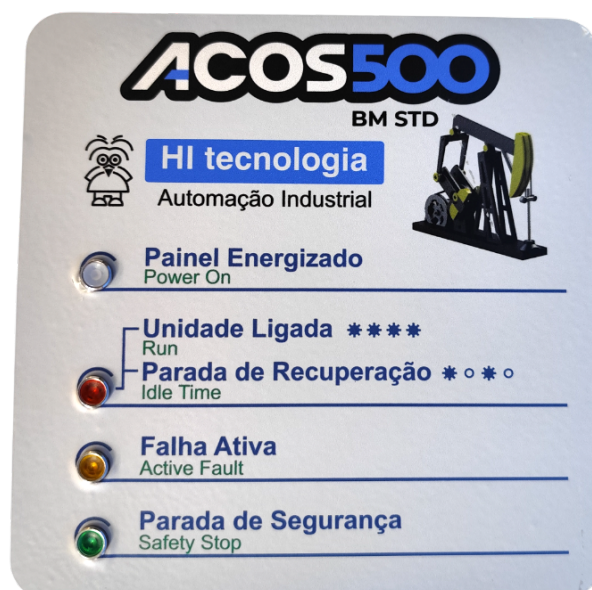 ACOS500
BM STD
HI tecnologia
Automação Industrial
Painel Energizado
Power On
Unidade Ligada
Run
Parada de Recuperação
Idle Time
Falha Ativa
Active Fault
Parada de Segurança
Safety Stop